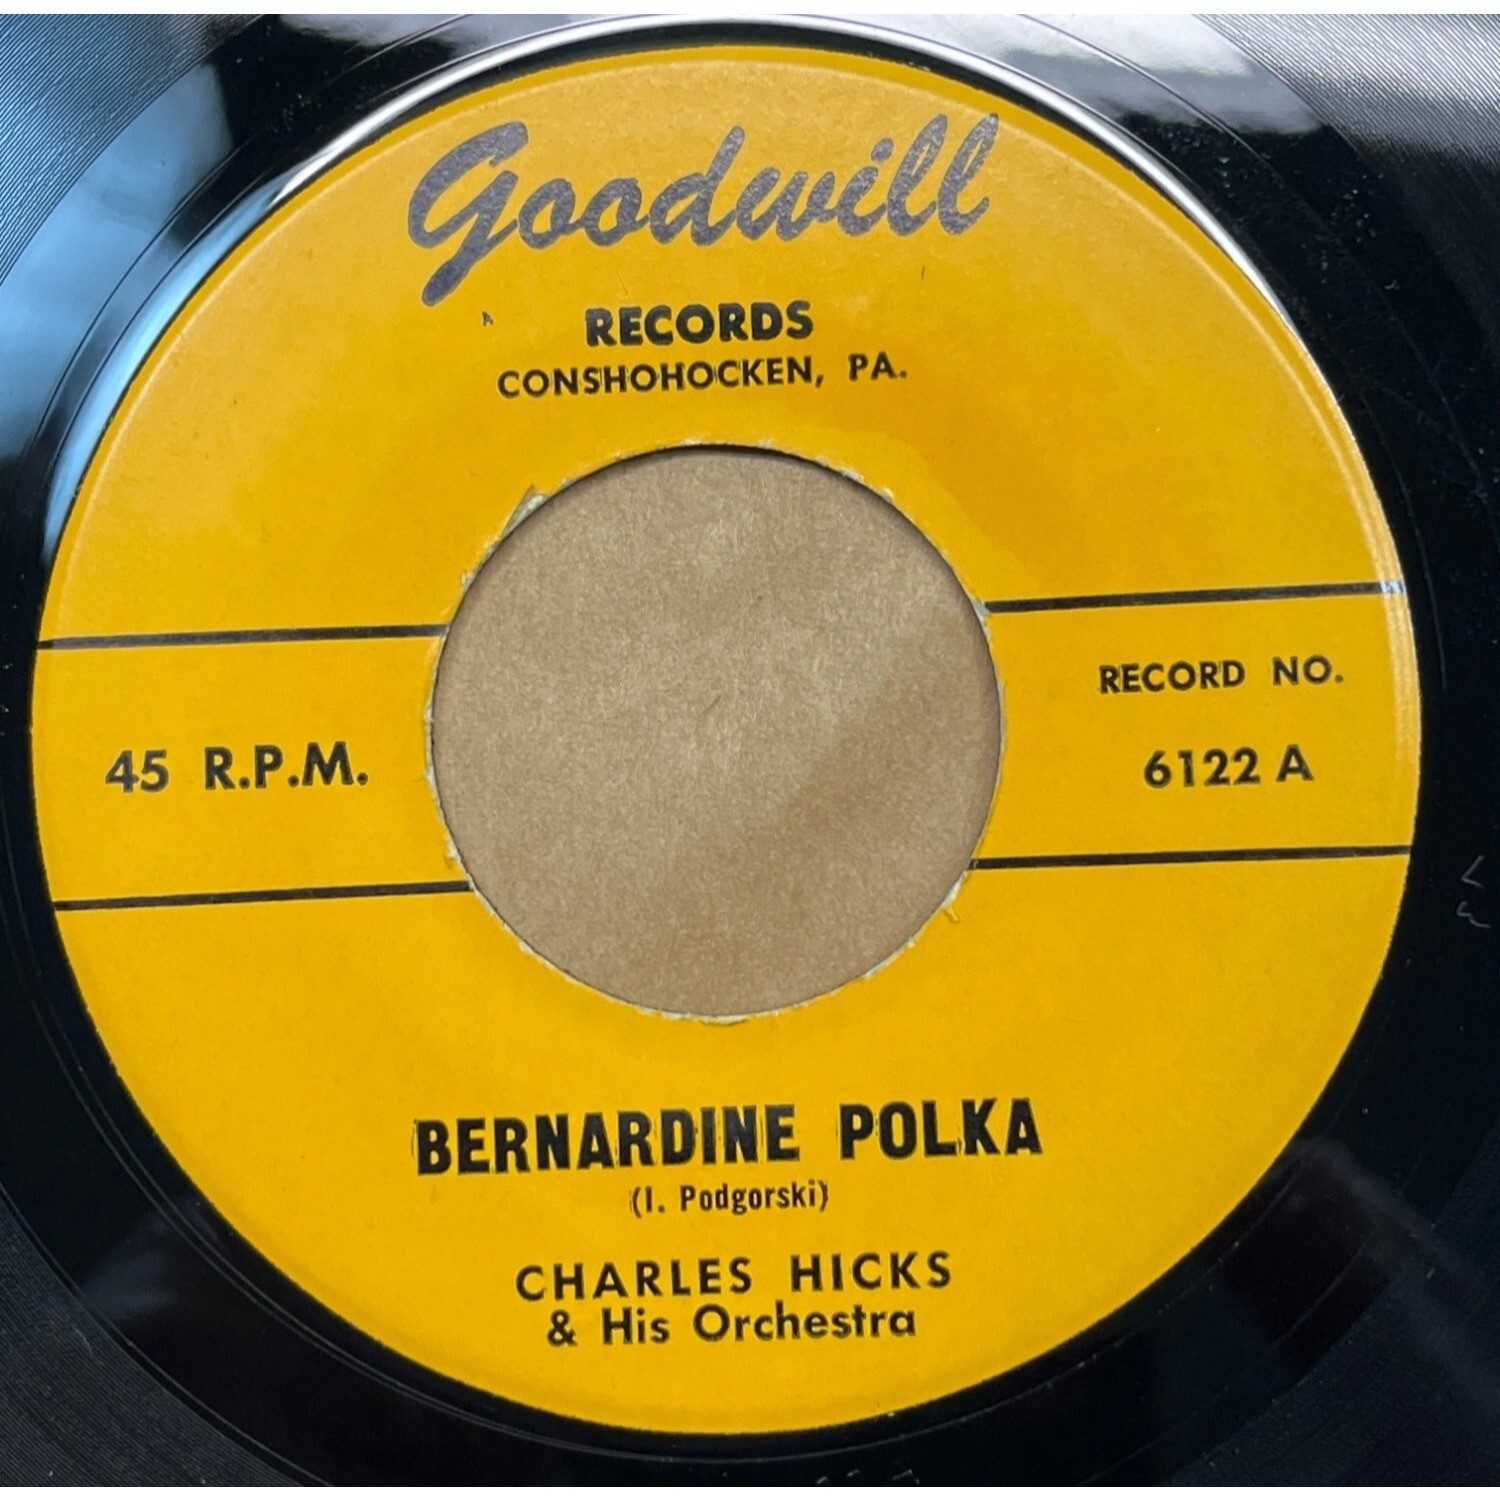 Goodwill
RECORDS
CONSHOHOCKEN, PA.
RECORD NO.
45 R.P.M.
6122 A
BERNARDINE POLKA
(I. Podgorski)
CHARLES HICKS
& His Orchestra